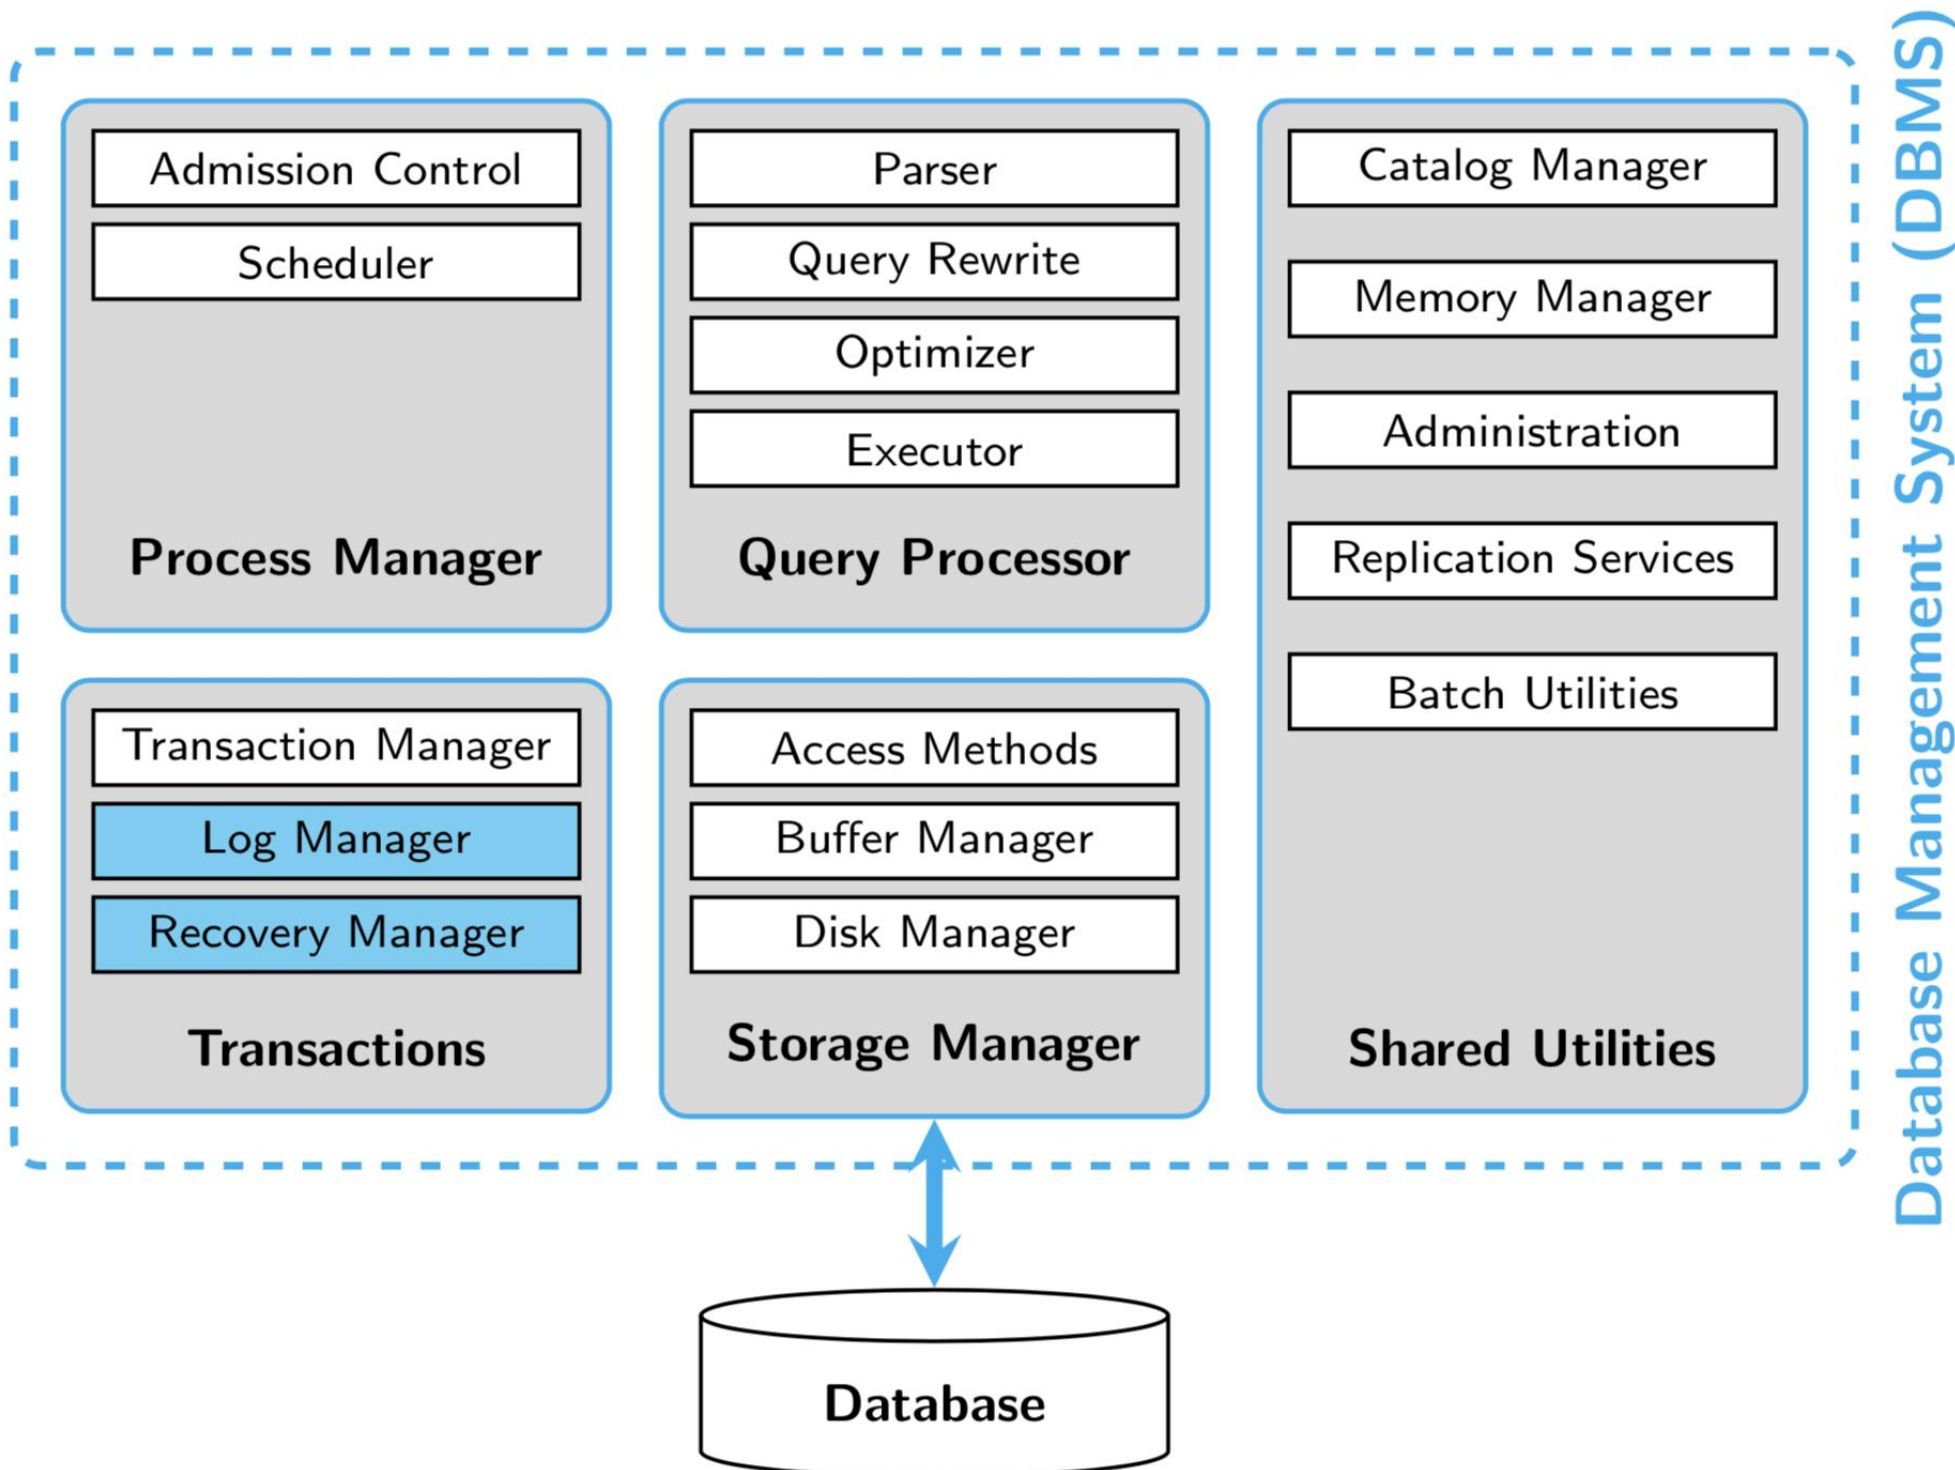 Admission Control
Scheduler
Process Manager
Parser
Query Rewrite
Optimizer
Executor
Query Processor
Catalog Manager
Memory Manager
Administration
Replication Services
Batch Utilities
Shared Utilities
Transaction Manager
Log Manager
Recovery Manager
Transactions
Access Methods
Buffer Manager
Disk Manager
Storage Manager
Database Management System (DBMS)
Database